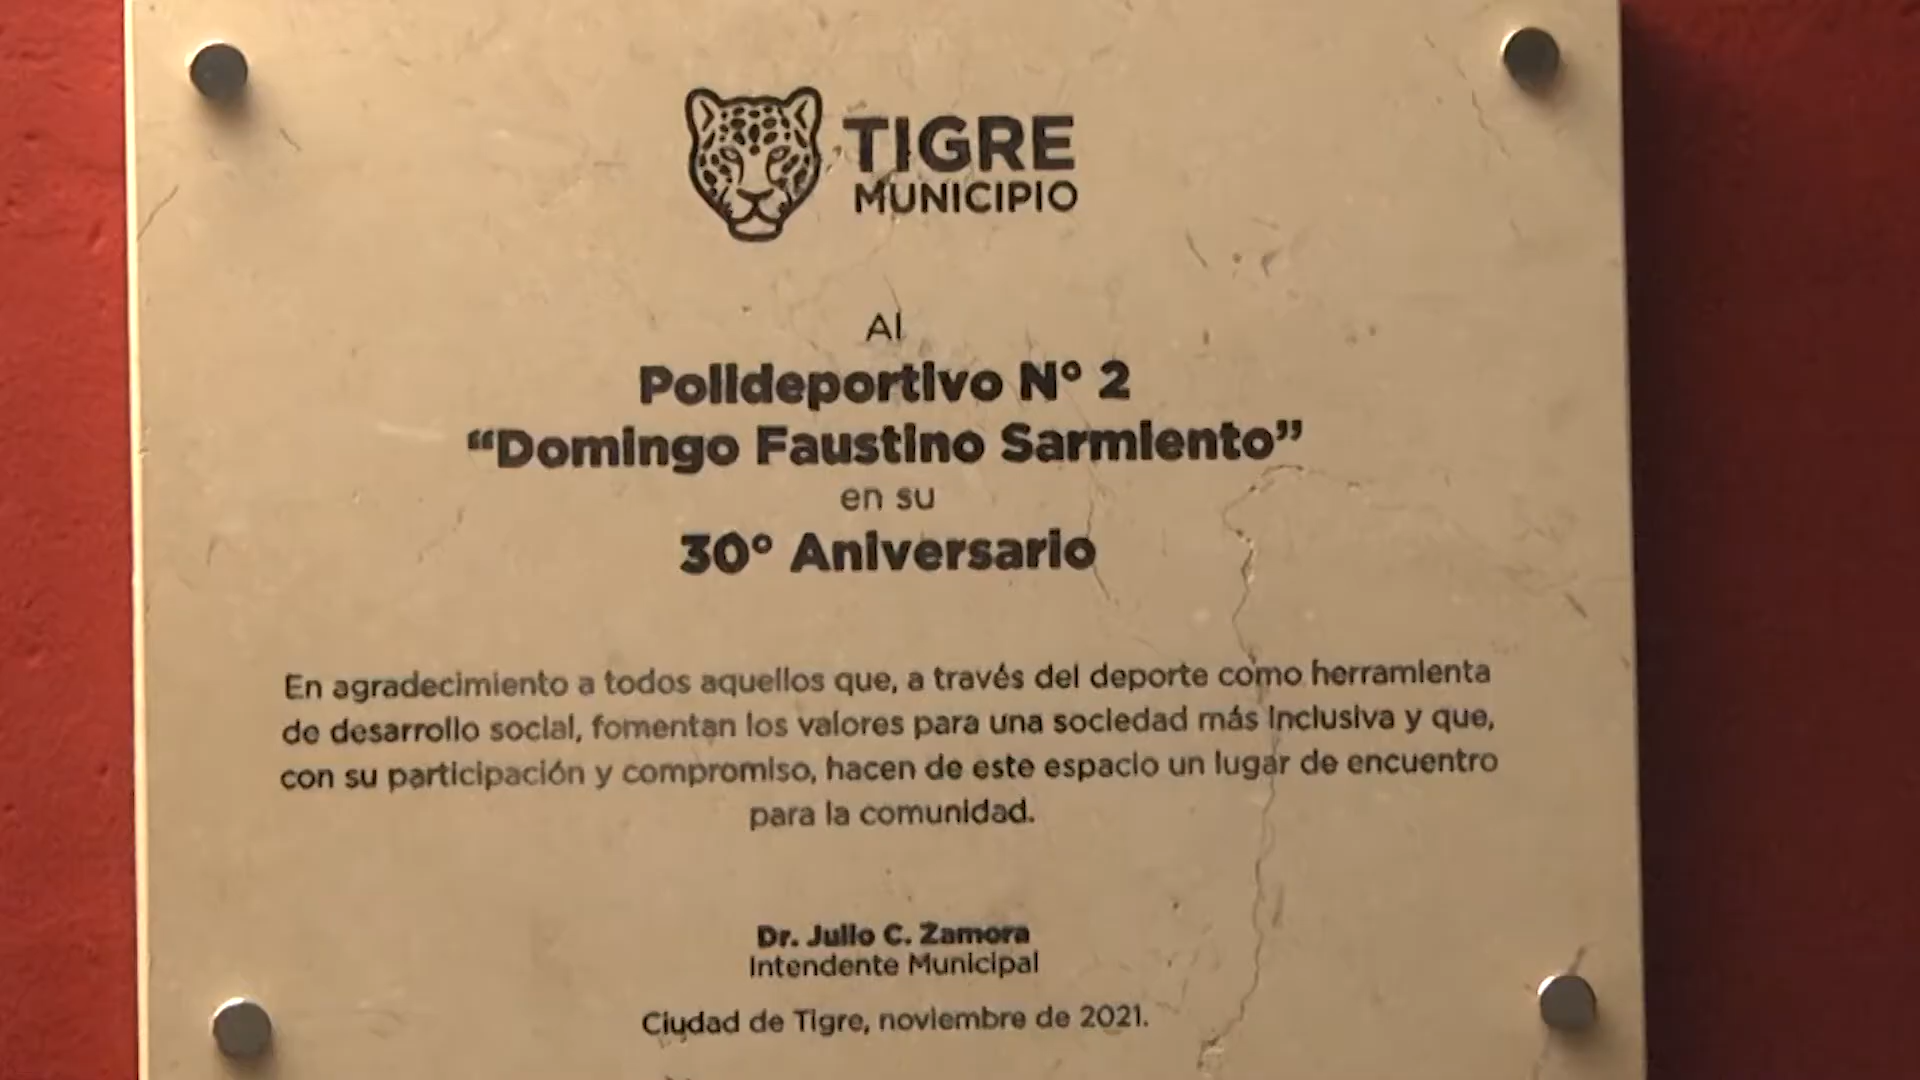 TIGRE
MUNICIPIO
Al
Polideportivo Nº 2
“Domingo Faustino Sarmiento”
en su
30º Aniversario
En agradecimiento a todos aquellos que, a través del deporte como herramienta
de desarrollo social, fomentan los valores para una sociedad más inclusiva y que,
con su participación y compromiso, hacen de este espacio un lugar de encuentro
para la comunidad.
Dr. Julio C. Zamora
Intendente Municipal
Ciudad de Tigre, noviembre de 2021.